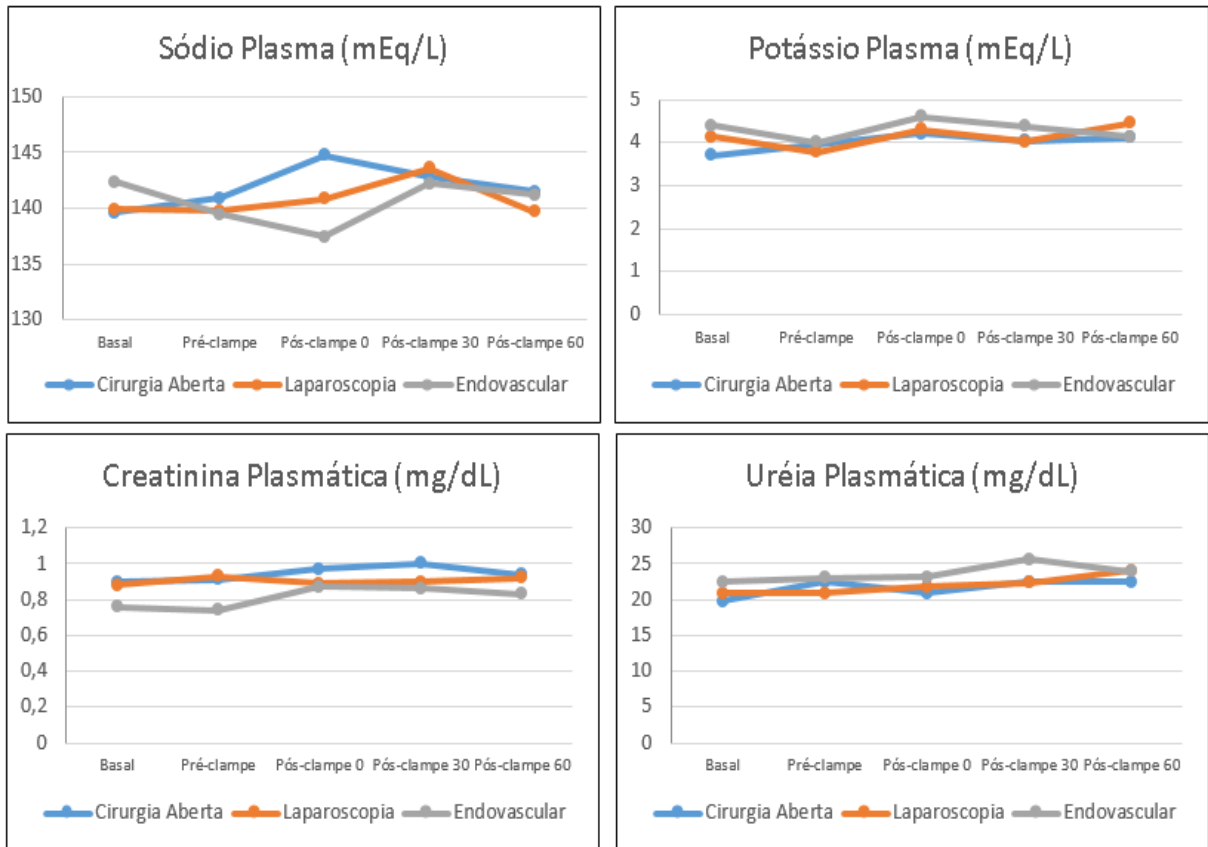 Sódio Plasma (mEq/L)
150
145
140
135
130
Basal Pré-clampe Pós-clampe 0 Pós-clampe 30 Pós-clampe 60
Cirurgia Aberta Laparoscopia Endovascular
Potássio Plasma (mEq/L)
5
4
3
2
1
0
Basal Pré-clampe Pós-clampe 0 Pós-clampe 30 Pós-clampe 60
Cirurgia Aberta Laparoscopia Endovascular
Creatinina Plasmática (mg/dL)
1,2
1
0,8
0,6
0,4
0,2
0
Basal Pré-clampe Pós-clampe 0 Pós-clampe 30 Pós-clampe 60
Cirurgia Aberta Laparoscopia Endovascular
Uréia Plasmática (mg/dL)
30
25
20
15
10
5
0
Basal Pré-clampe Pós-clampe 0 Pós-clampe 30 Pós-clampe 60
Cirurgia Aberta Laparoscopia Endovascular